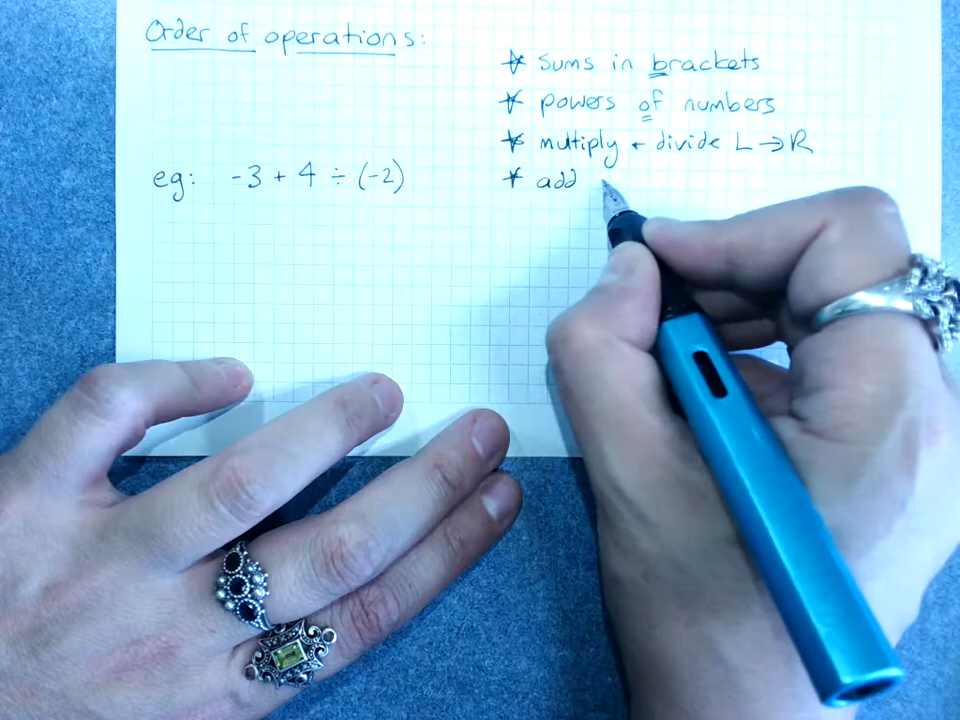 Order of operations:
* sums in brackets
* powers of numbers
* multiply + divide L → R
* add
eg: -3 + 4 ÷ (-2)